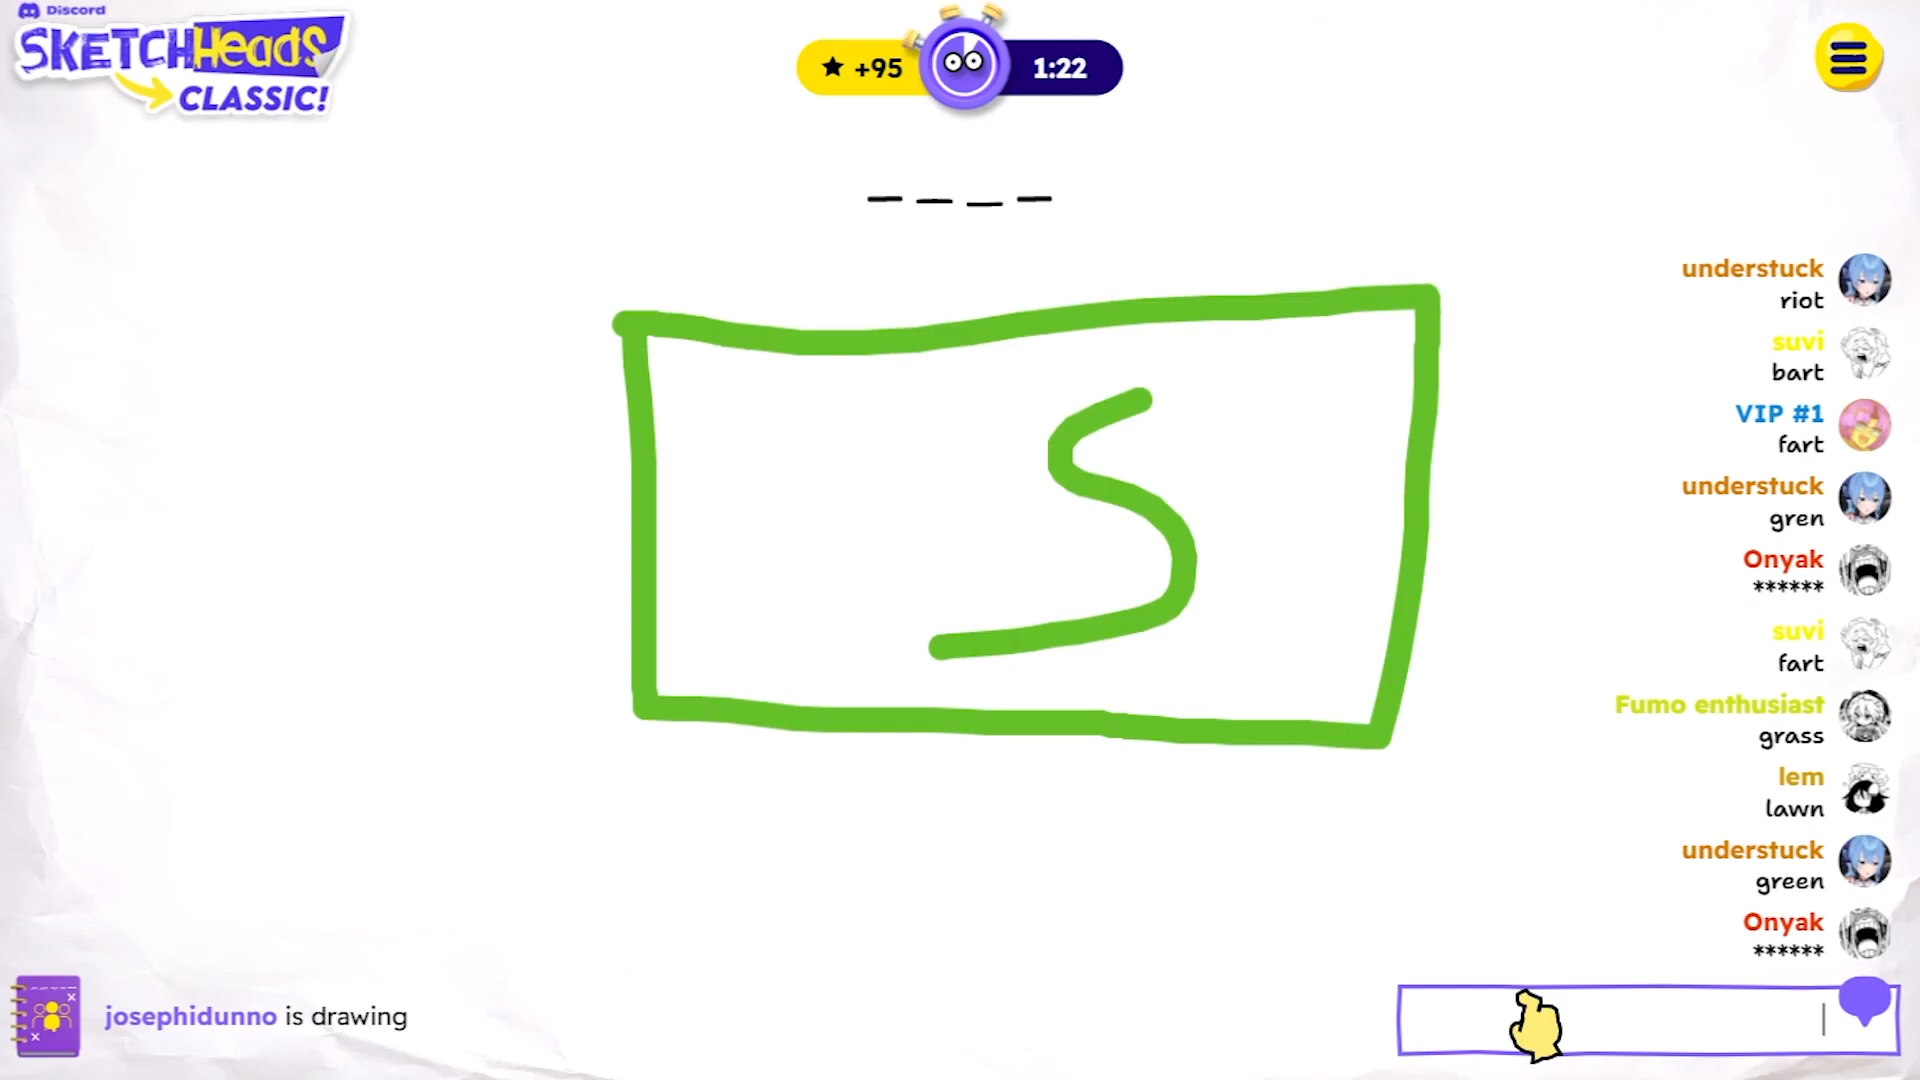 Discord
SKETCHHeads
CLASSIC!
+95
1:22
understuck
riot
suvi
bart
VIP #1
fart
understuck
gren
Onyak
******
suvi
fart
Fumo enthusiast
grass
lem
lawn
understuck
green
Onyak
******
S
josephidunno is drawing